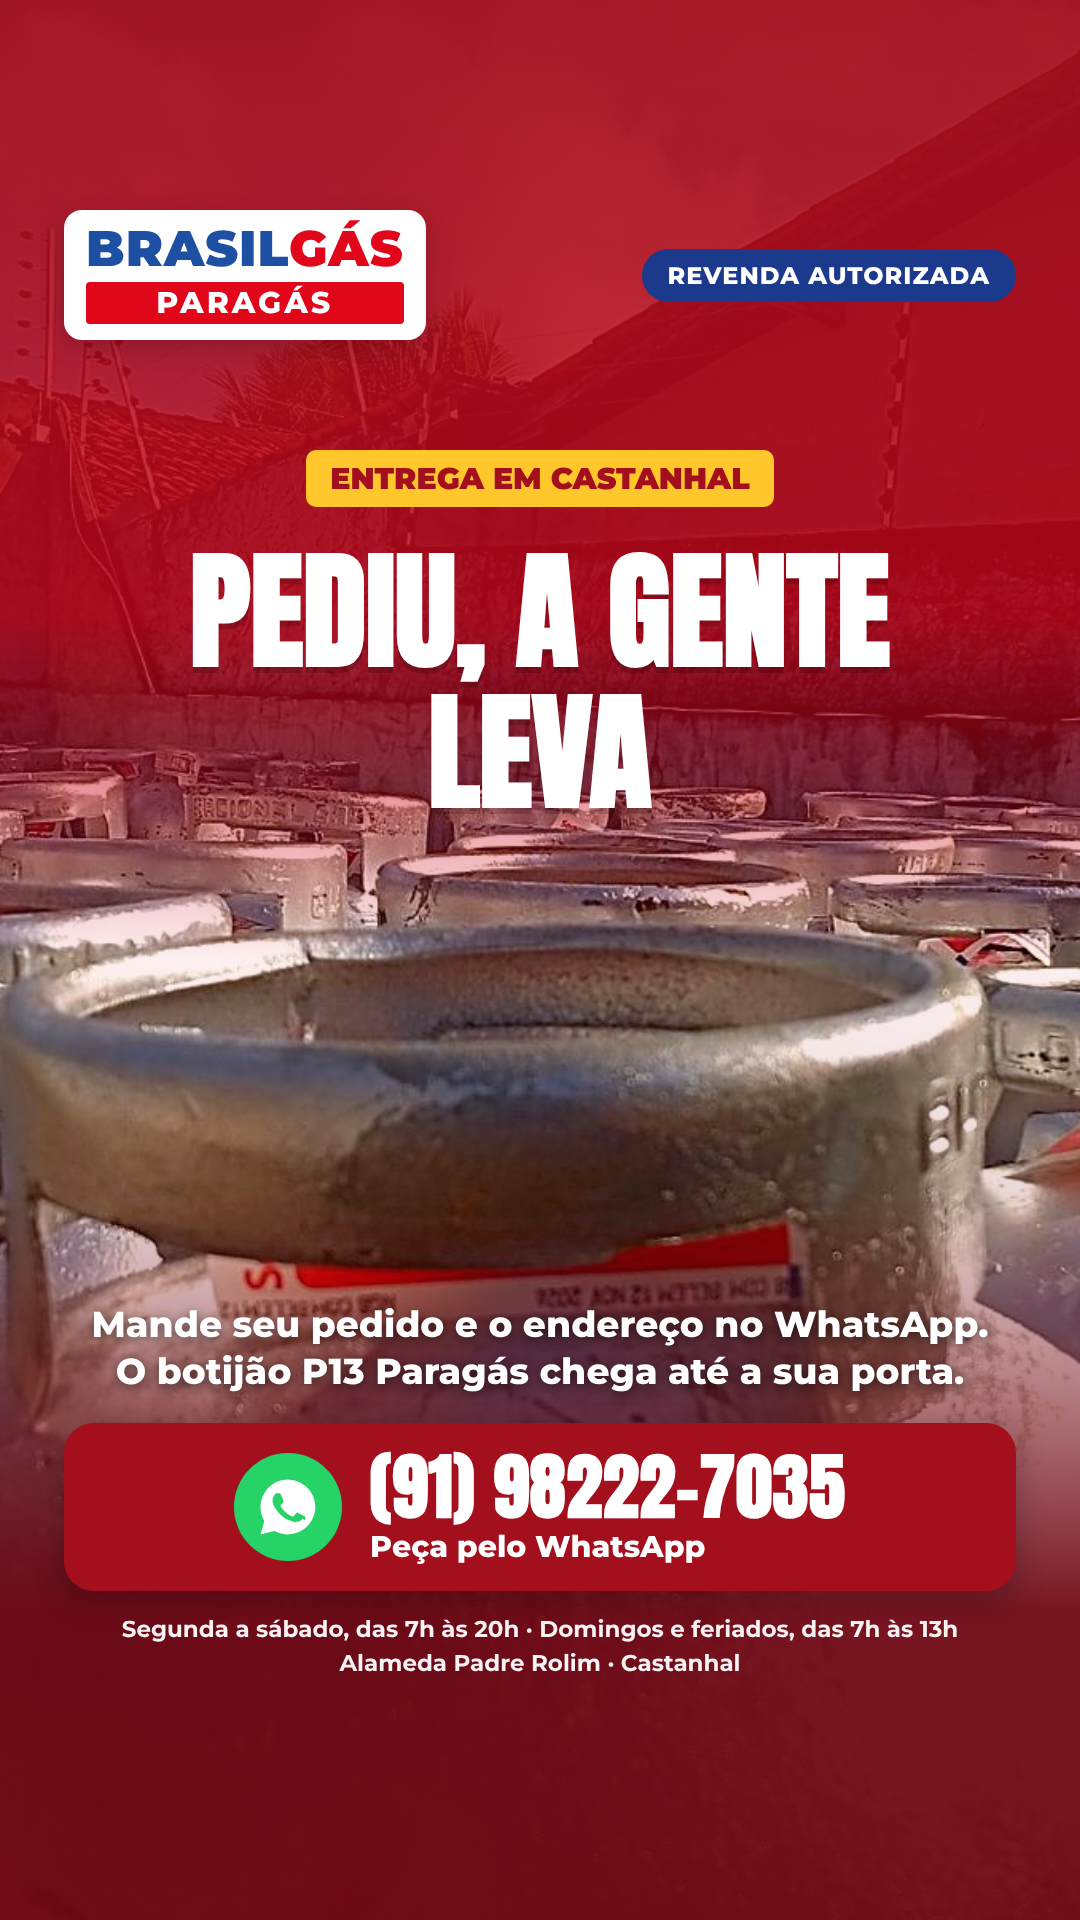 BRASILGÁS
PARAGÁS
REVENDA AUTORIZADA
ENTREGA EM CASTANHAL
PEDIU, A GENTE
LEVA
Mande seu pedido e o endereço no WhatsApp.
O botijão P13 Paragás chega até a sua porta.
(91) 98222-7035
Peça pelo WhatsApp
Segunda a sábado, das 7h às 20h · Domingos e feriados, das 7h às 13h
Alameda Padre Rolim · Castanhal